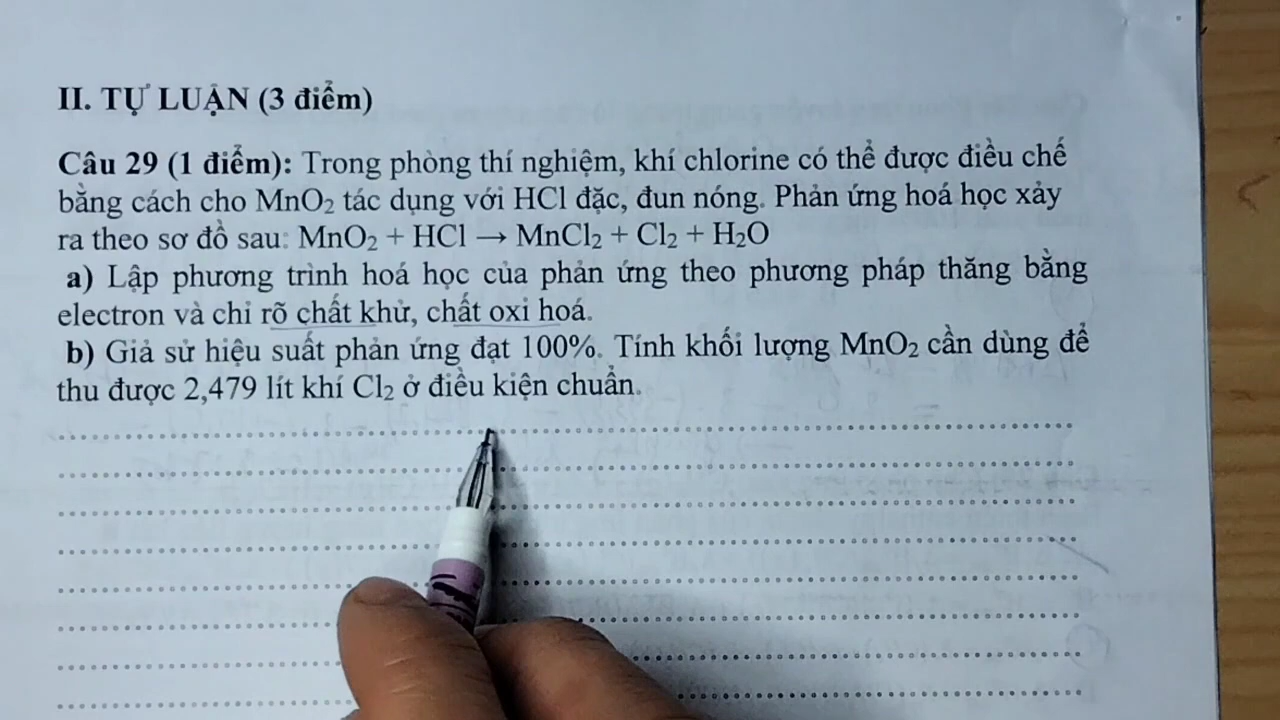 II. TỰ LUẬN (3 điểm)
Câu 29 (1 điểm): Trong phòng thí nghiệm, khí chlorine có thể được điều chế
bằng cách cho MnO₂ tác dụng với HCl đặc, đun nóng. Phản ứng hoá học xảy
ra theo sơ đồ sau: MnO₂ + HCl → MnCl₂ + Cl₂ + H₂O
a) Lập phương trình hoá học của phản ứng theo phương pháp thăng bằng
electron và chỉ rõ chất khử, chất oxi hoá.
b) Giả sử hiệu suất phản ứng đạt 100%. Tính khối lượng MnO₂ cần dùng để
thu được 2,479 lít khí Cl₂ ở điều kiện chuẩn.